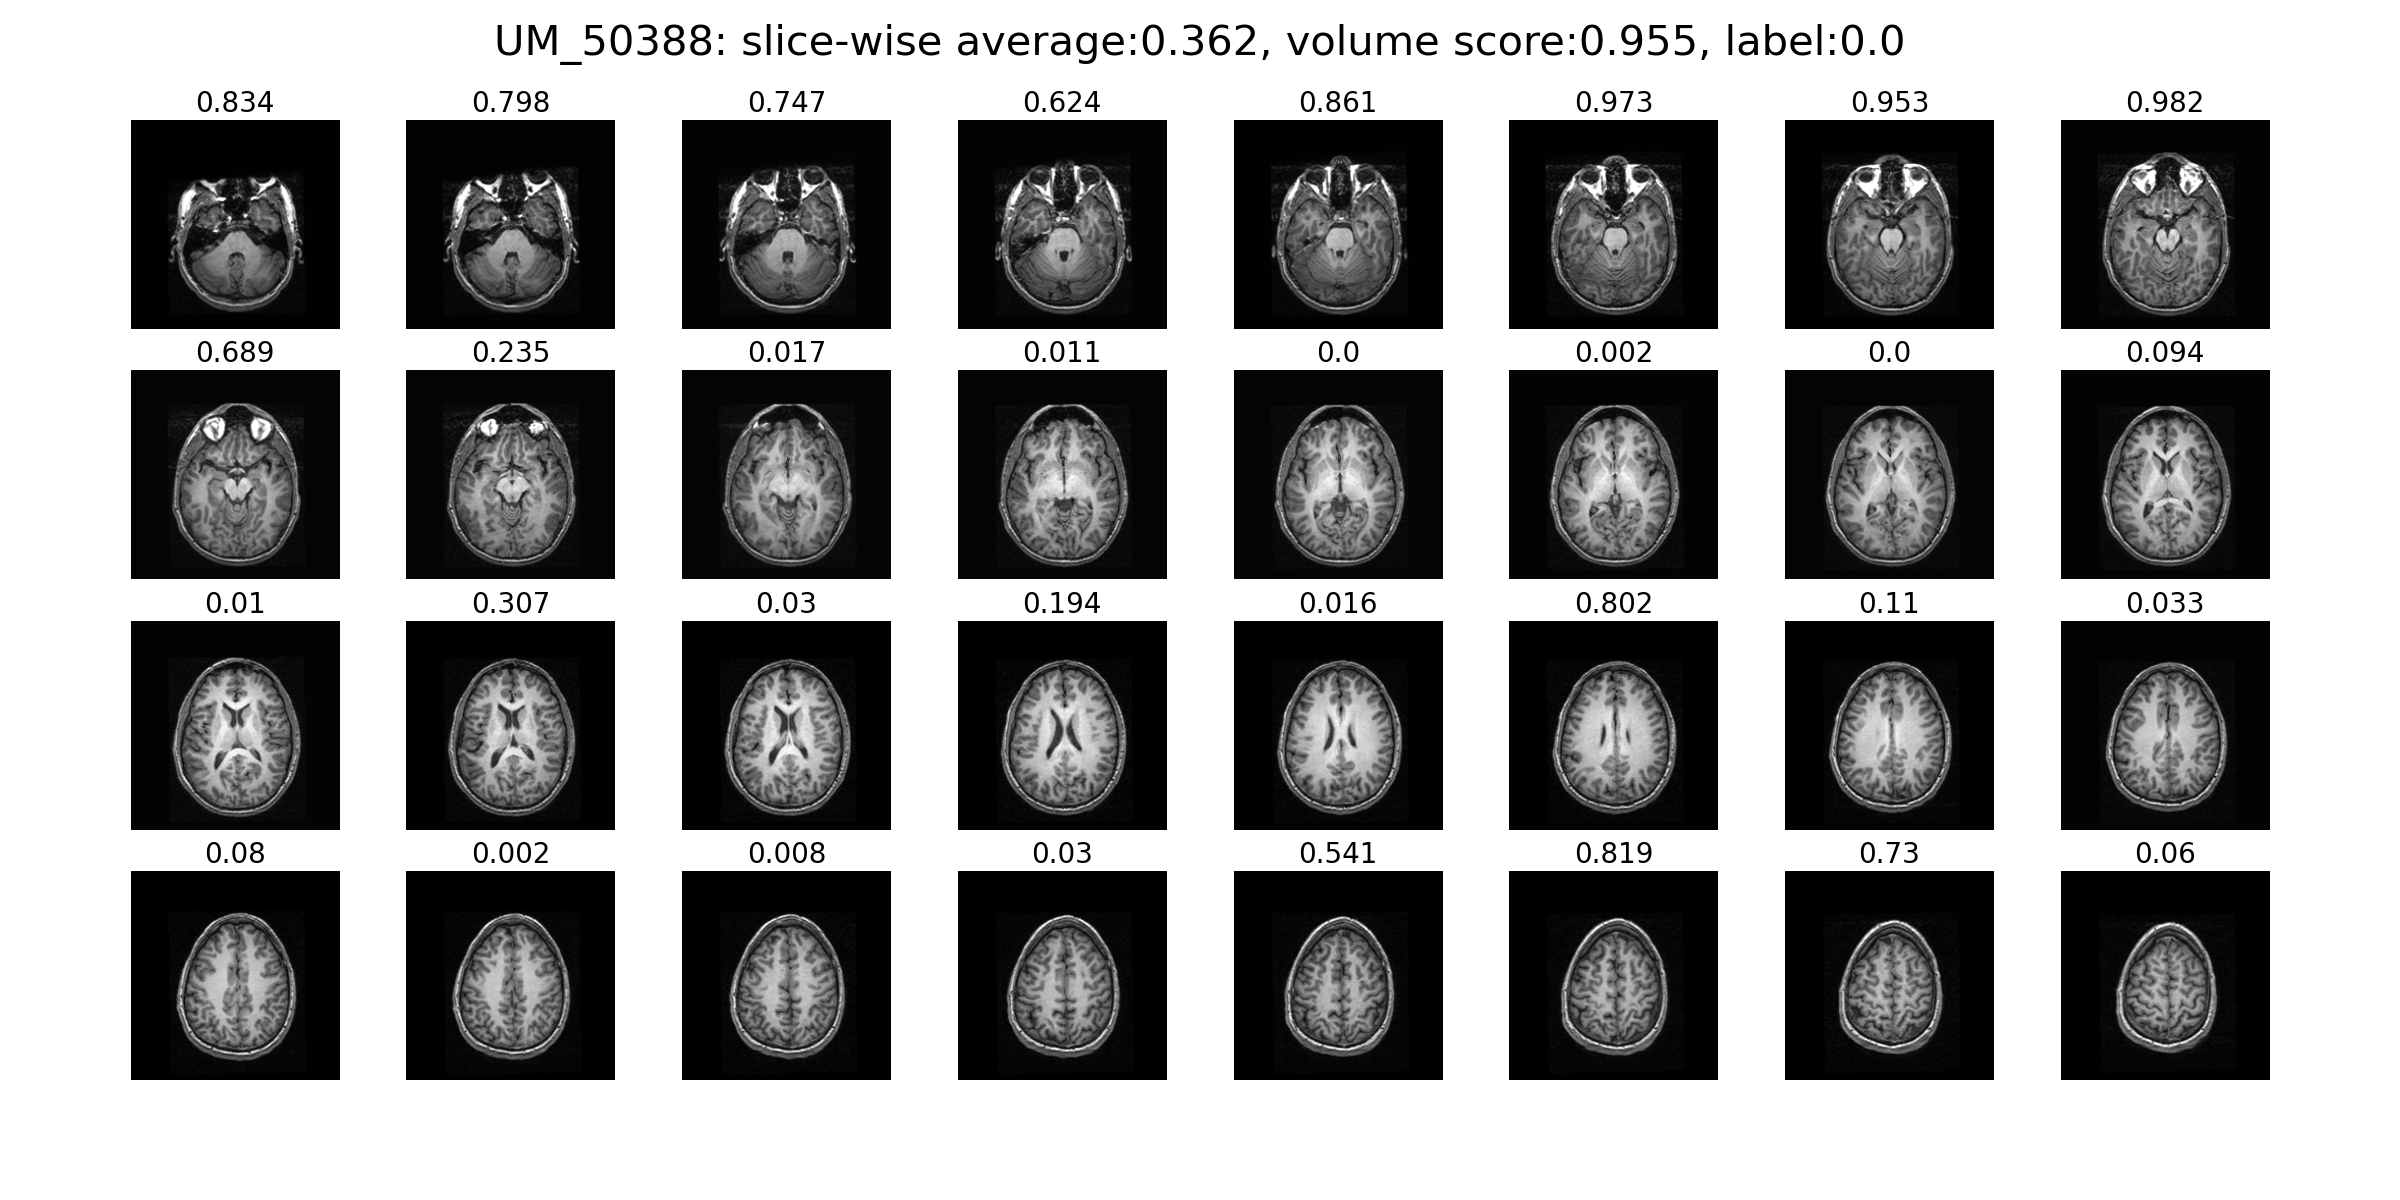 UM_50388: slice-wise average:0.362, volume score:0.955, label:0.0
0.834 0.798 0.747 0.624 0.861 0.973 0.953 0.982
0.689 0.235 0.017 0.011 0.0 0.002 0.0 0.094
0.01 0.307 0.03 0.194 0.016 0.802 0.11 0.033
0.08 0.002 0.008 0.03 0.541 0.819 0.73 0.06